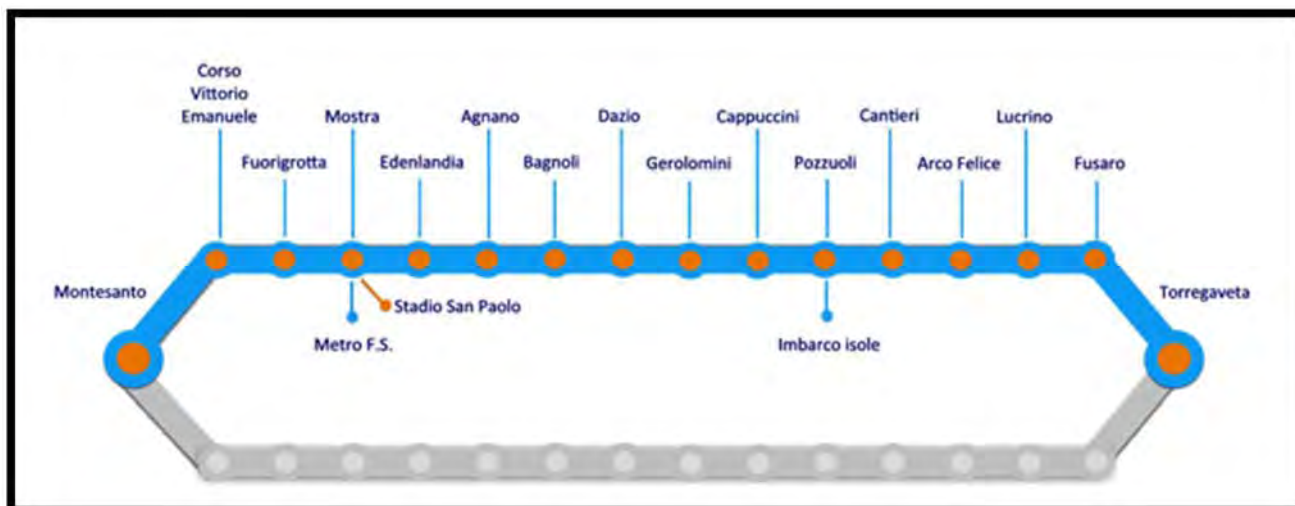 Corso
Vittorio
Emanuele
Mostra
Agnano
Dazio
Cappuccini
Cantieri
Lucrino
Fuorigrotta
Edenlandia
Bagnoli
Gerolomini
Pozzuoli
Arco Felice
Fusaro
Montesanto
Torregaveta
Stadio San Paolo
Metro F.S.
Imbarco isole